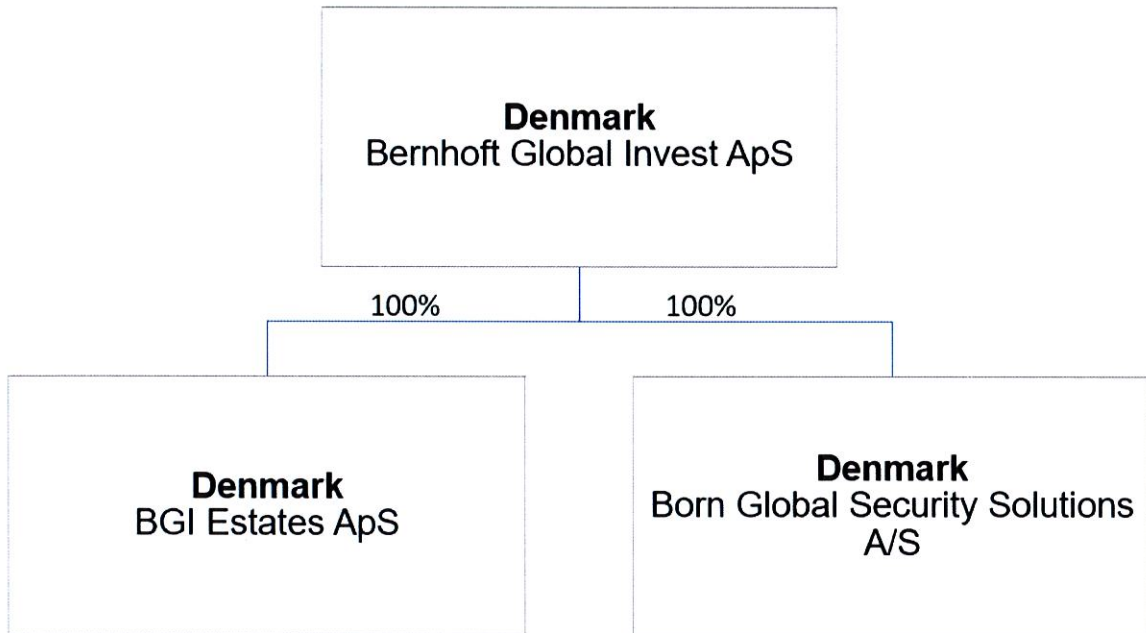 Denmark
Bernhoft Global Invest ApS
100%
100%
Denmark
BGI Estates ApS
Denmark
Born Global Security Solutions
A/S